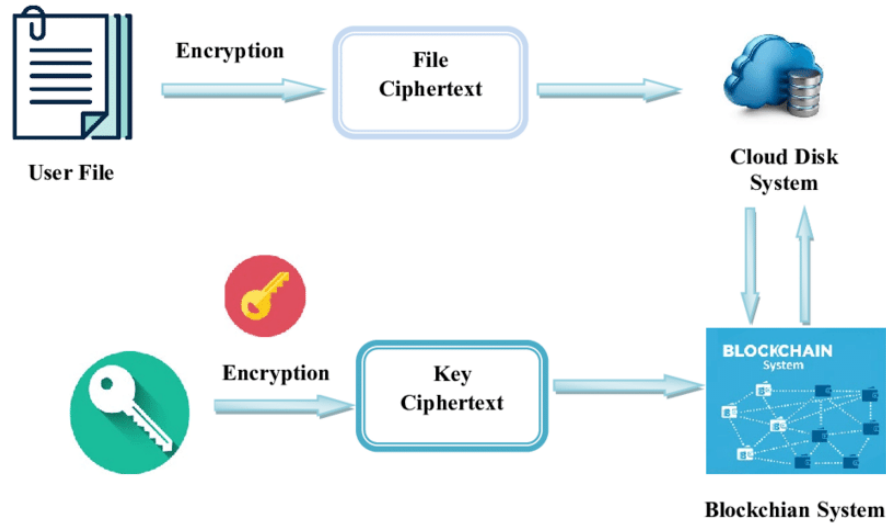 Encryption
File
Ciphertext
User File
Cloud Disk
System
BLOCKCHAIN
System
Encryption
Key
Ciphertext
Blockchian System